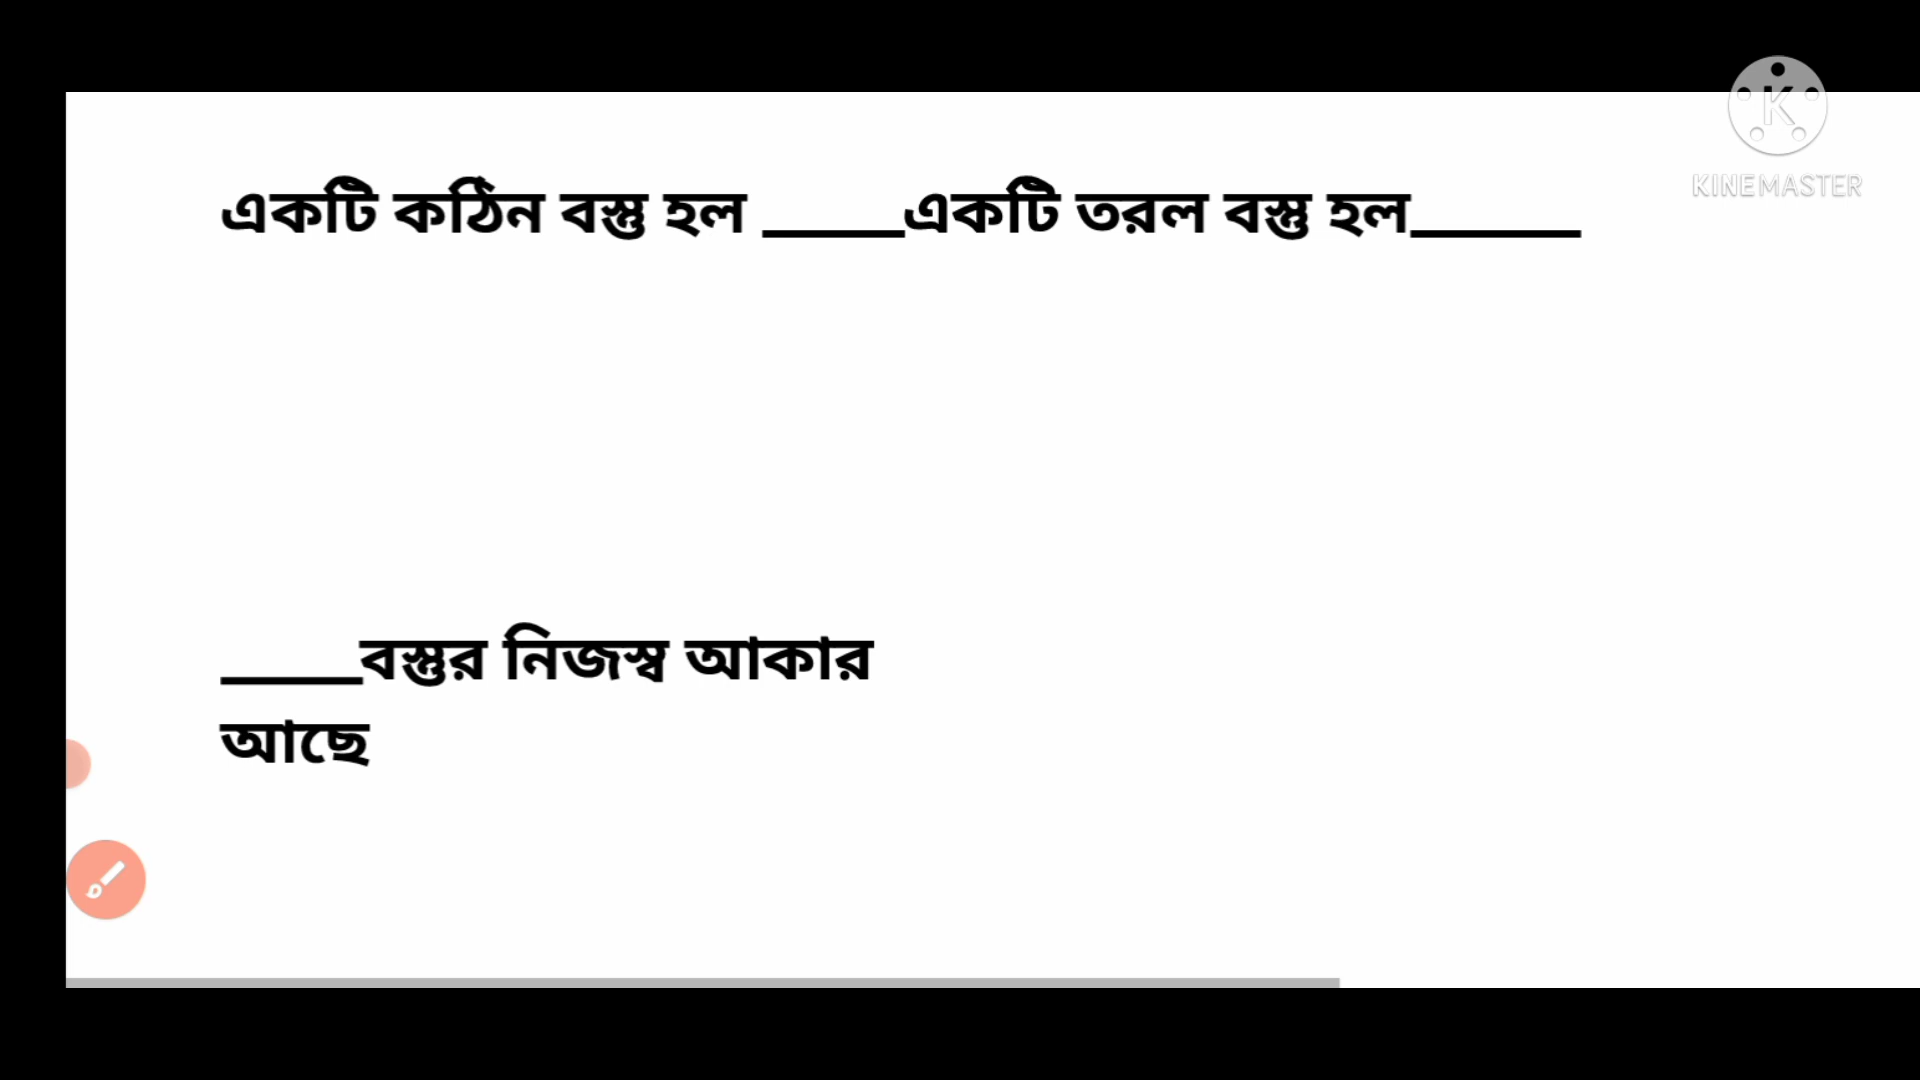 KINEMASTER
একটি কঠিন বস্তু হল _____একটি তরল বস্তু হল______
_____বস্তুর নিজস্ব আকার
আছে